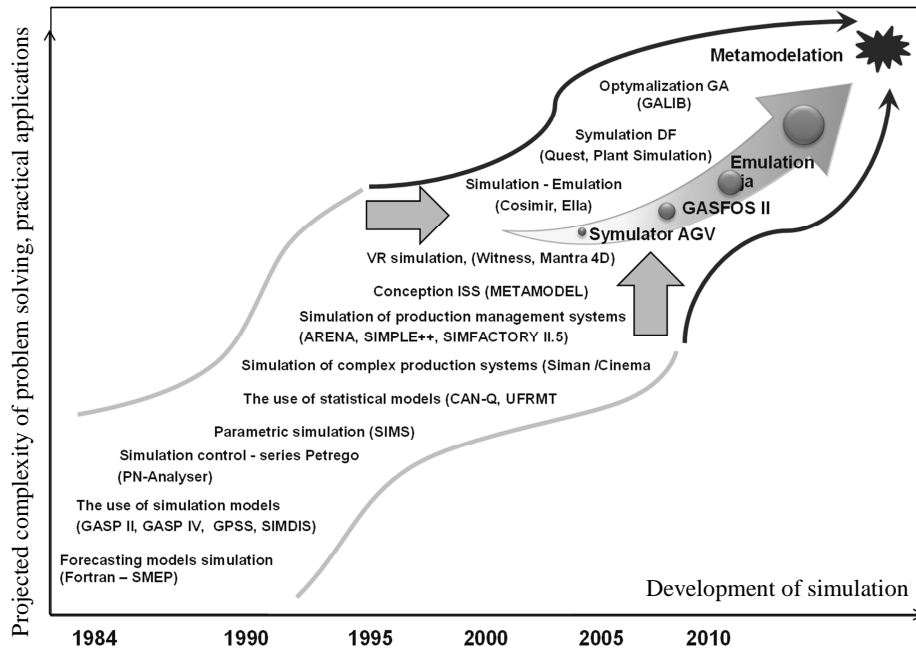 Projected complexity of problem solving, practical applications
Metamodelation
Optymalization GA
(GALIB)
Symulation DF
(Quest, Plant Simulation)
Emulation
ja
Simulation - Emulation
(Cosimir, Ella)
GASFOS II
Symulator AGV
VR simulation, (Witness, Mantra 4D)
Conception ISS (METAMODEL)
Simulation of production management systems
(ARENA, SIMPLE++, SIMFACTORY II.5)
Simulation of complex production systems (Siman /Cinema
The use of statistical models (CAN-Q, UFRMT
Parametric simulation (SIMS)
Simulation control - series Petrego
(PN-Analyser)
The use of simulation models
(GASP II, GASP IV, GPSS, SIMDIS)
Forecasting models simulation
(Fortran – SMEP)
Development of simulation
1984 1990 1995 2000 2005 2010